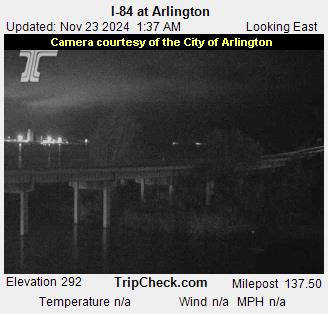 I-84 at Arlington
Updated: Nov 23 2024 1:37 AM Looking East
Camera courtesy of the City of Arlington
Elevation 292 TripCheck.com Milepost 137.50
Temperature n/a Wind n/a MPH n/a